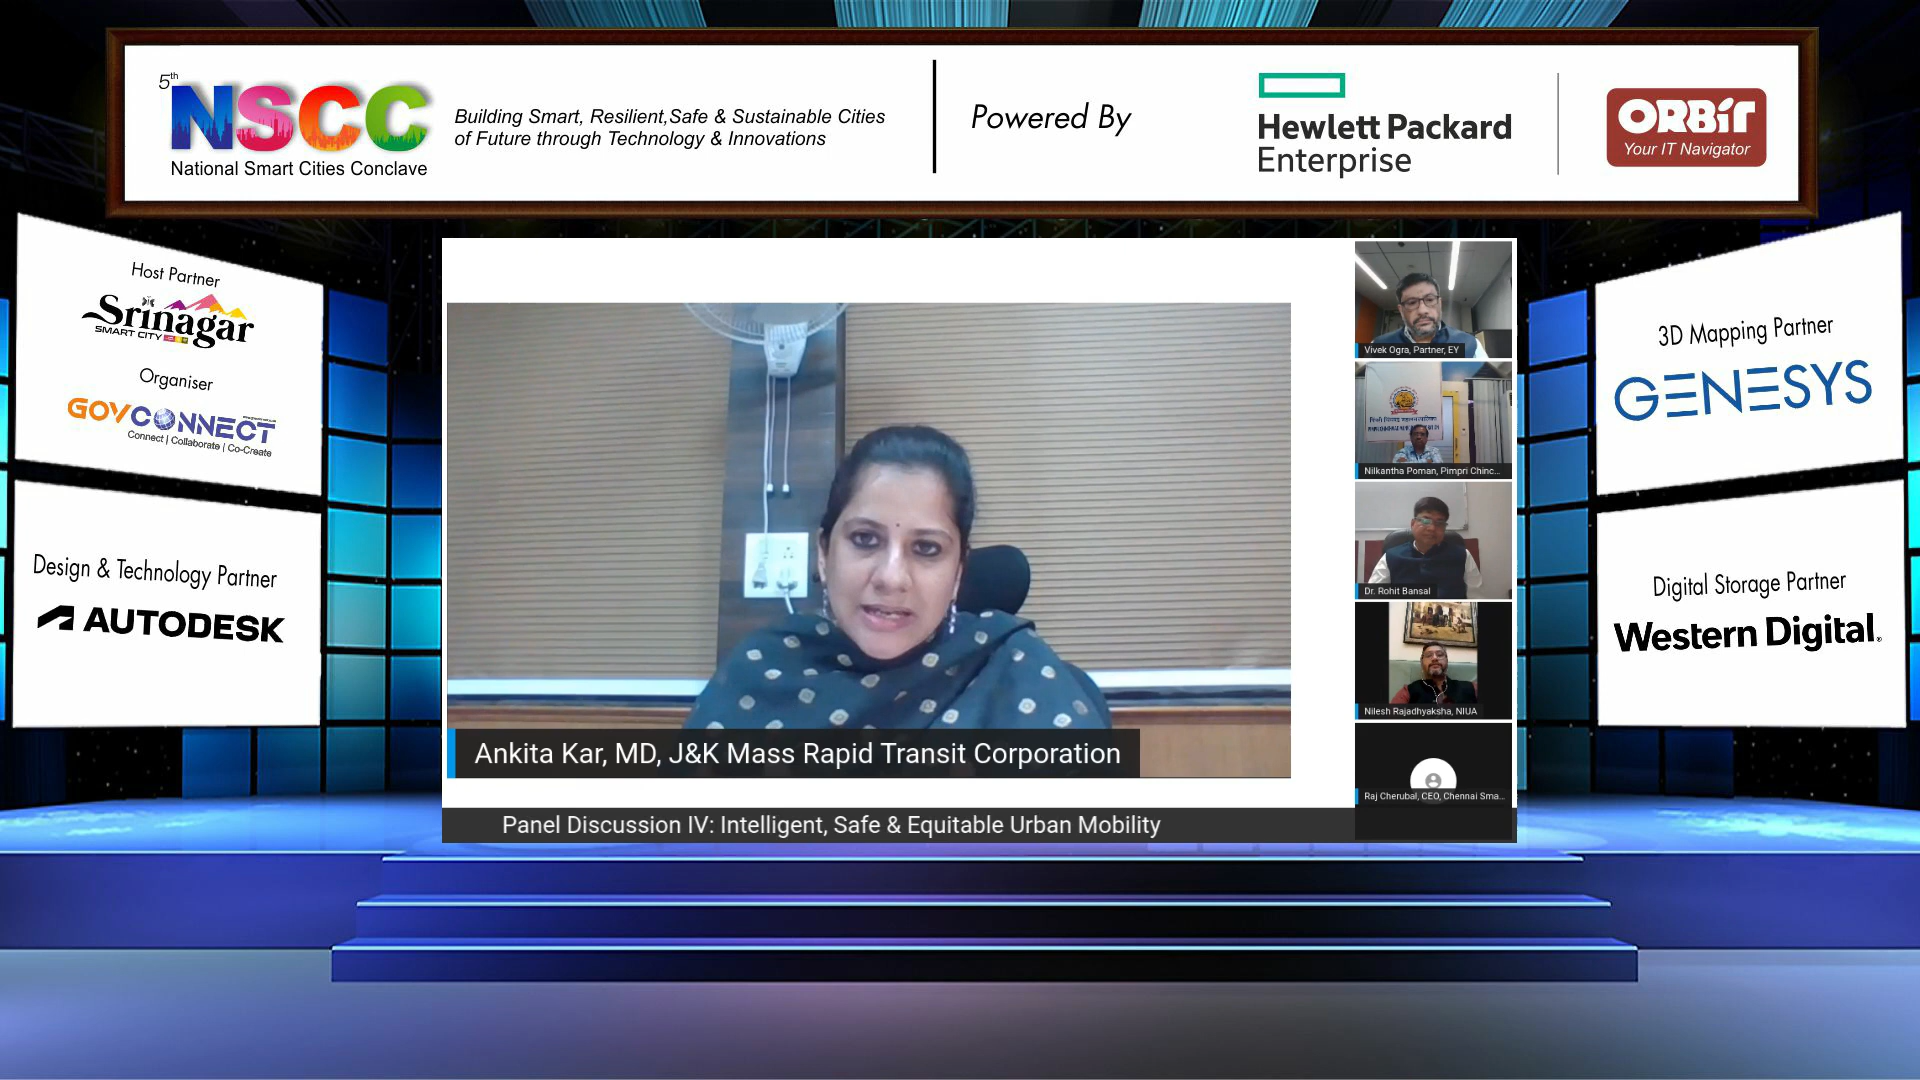 5th
NSCC
National Smart Cities Conclave
Building Smart, Resilient,Safe & Sustainable Cities
of Future through Technology & Innovations
Powered By
Hewlett Packard
Enterprise
ORBIT
Your IT Navigator
Host Partner
Srinagar
SMART CITY
Organiser
GOVCONNECT
Connect | Collaborate | Co-Create
Design & Technology Partner
AUTODESK
Ankita Kar, MD, J&K Mass Rapid Transit Corporation
Panel Discussion IV: Intelligent, Safe & Equitable Urban Mobility
Vivek Ogra, Partner, EY
Nilkantha Poman, Pimpri Chinc...
Dr. Rohit Bansal
Nilesh Rajadhyaksha, NIUA
Raj Cherubal, CEO, Chennai Sma...
3D Mapping Partner
GENESYS
Digital Storage Partner
Western Digital.